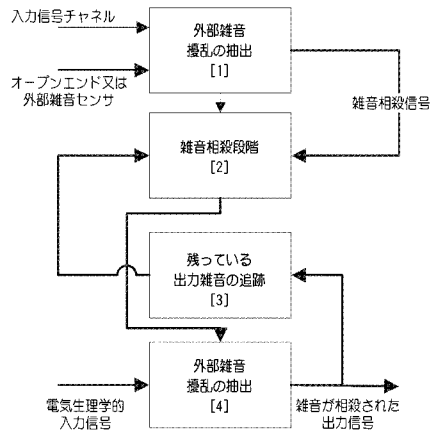 入力信号チャネル
外部雑音
擾乱の抽出
[1]
オープンエンド又は
外部雑音センサ
雑音相殺信号
雑音相殺段階
[2]
残っている
出力雑音の追跡
[3]
外部雑音
擾乱の抽出
[4]
電気生理学的
入力信号
雑音が相殺された
出力信号